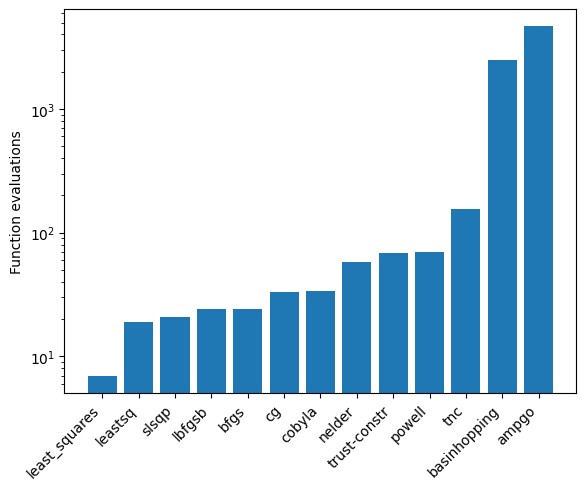 Function evaluations
10³
10²
10¹
least_squares
leastsq
slsqp
lbfgsb
bfgs
cg
cobyla
nelder
trust-constr
powell
tnc
basinhopping
ampgo